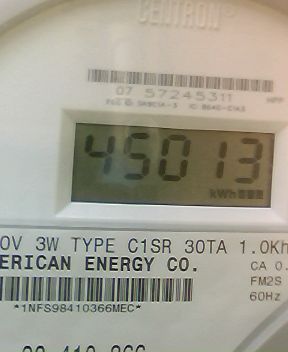 CENTRON®
07 57245311
45013
kWh
0V 3W TYPE C1SR 30TA 1.0Kh
ERICAN ENERGY CO.
CA 0.
FM2S
60Hz
*1NFS98410366MEC*